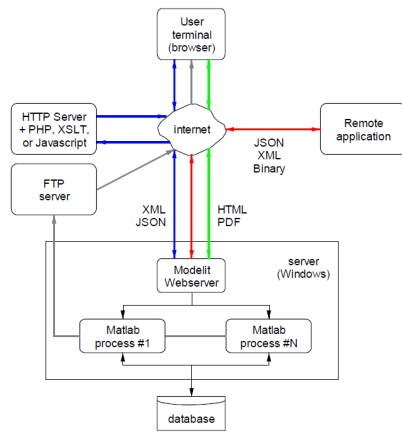 User
terminal
(browser)
HTTP Server
+ PHP, XSLT,
or Javascript
internet
Remote
application
JSON
XML
Binary
FTP
server
XML
JSON
HTML
PDF
server
(Windows)
Modelit
Webserver
Matlab
process #1
Matlab
process #N
database